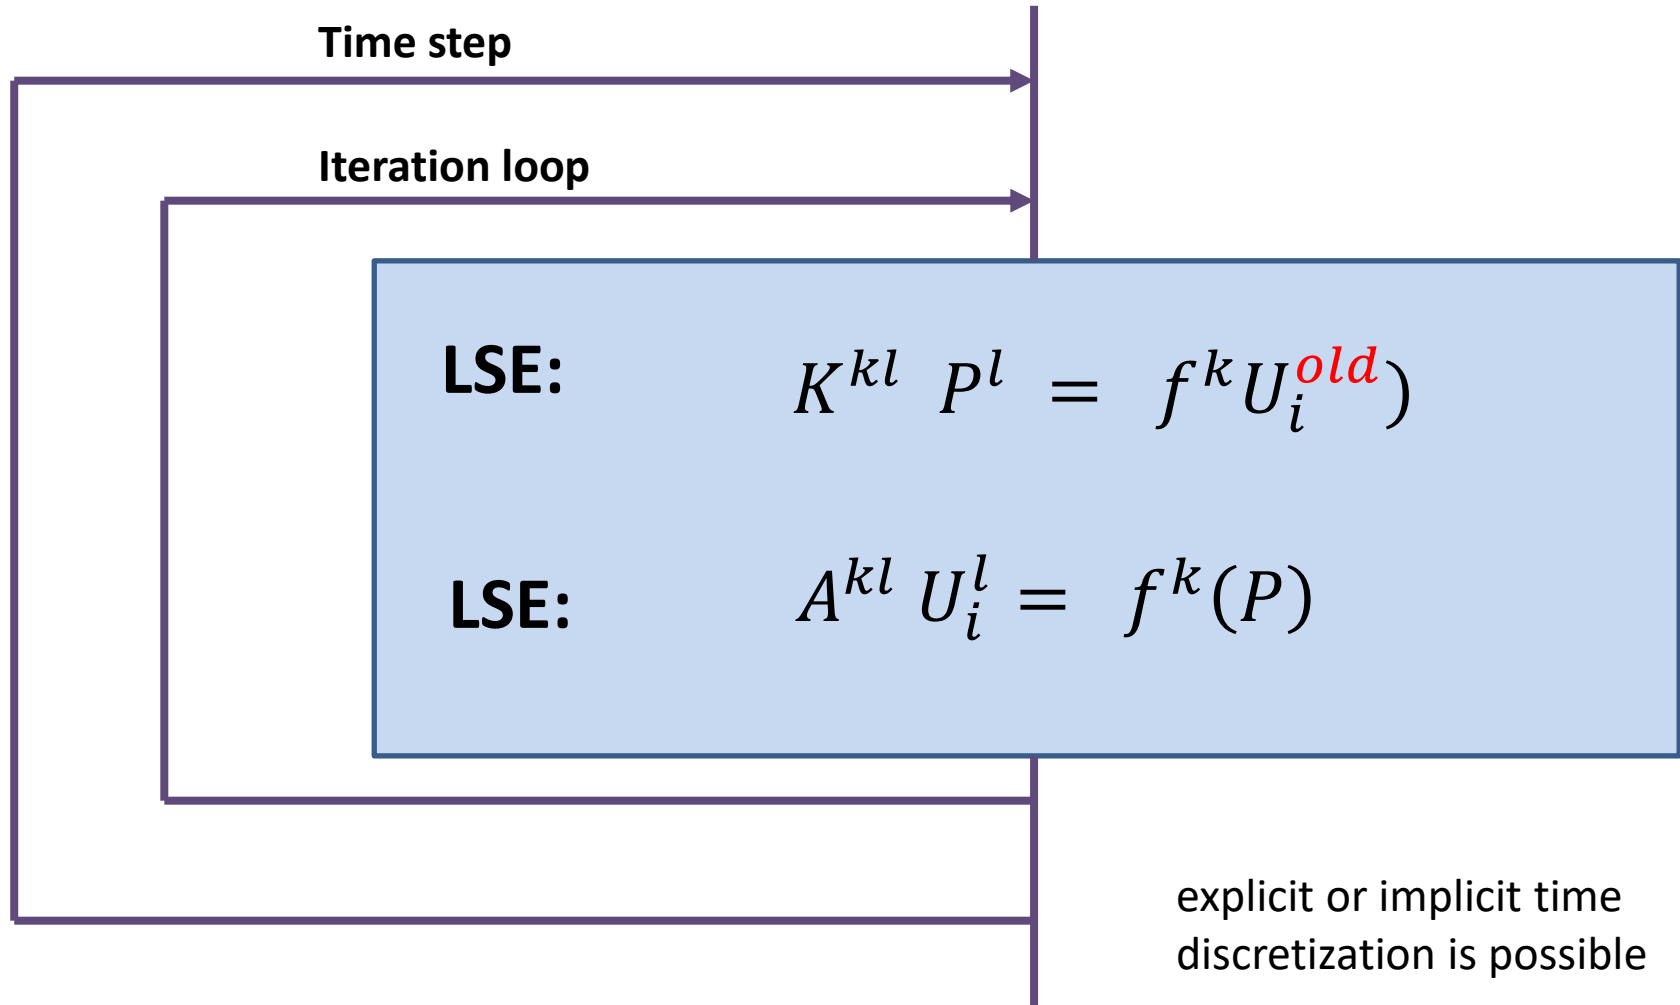 Time step
Iteration loop
LSE: K^{kl} P^l = f^k U_i^{old})
LSE: A^{kl} U_i^l = f^k(P)
explicit or implicit time
discretization is possible